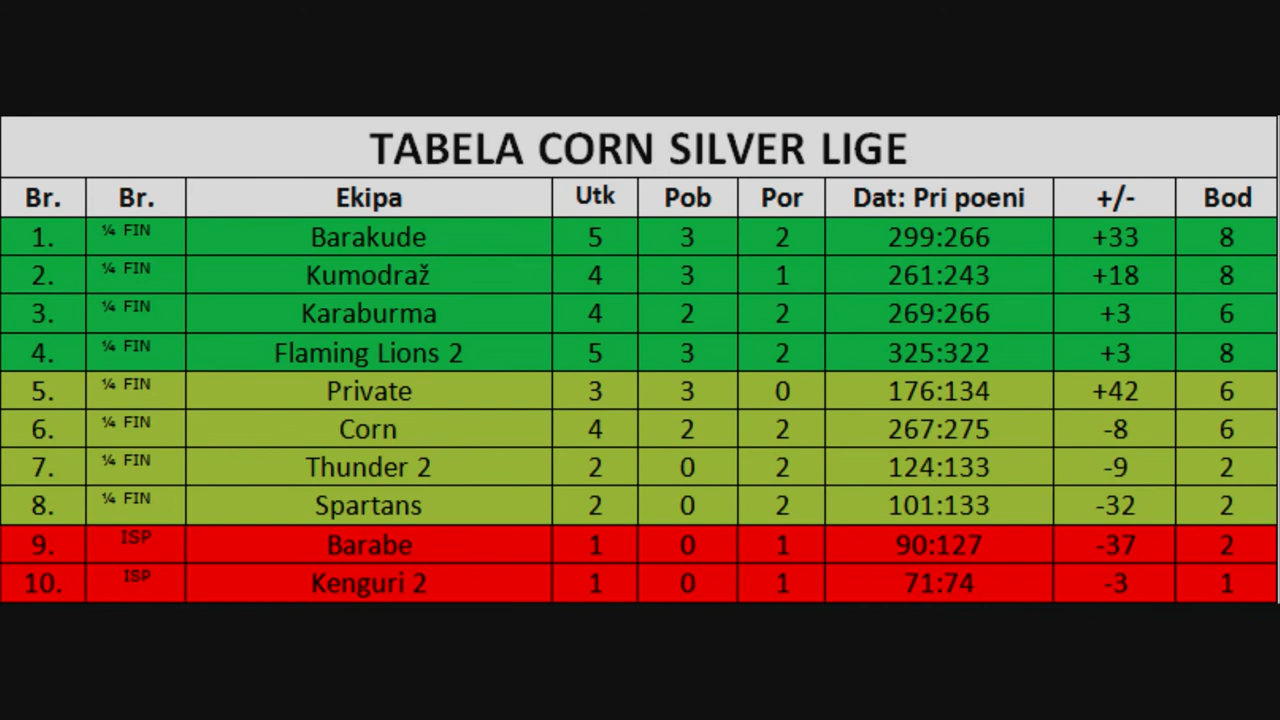 TABELA CORN SILVER LIGE
Br. Br. Ekipa Utk Pob Por Dat: Pri poeni +/- Bod
1. ¼ FIN Barakude 5 3 2 299:266 +33 8
2. ¼ FIN Kumodraž 4 3 1 261:243 +18 8
3. ¼ FIN Karaburma 4 2 2 269:266 +3 6
4. ¼ FIN Flaming Lions 2 5 3 2 325:322 +3 8
5. ¼ FIN Private 3 3 0 176:134 +42 6
6. ¼ FIN Corn 4 2 2 267:275 -8 6
7. ¼ FIN Thunder 2 2 0 2 124:133 -9 2
8. ¼ FIN Spartans 2 0 2 101:133 -32 2
9. ISP Barabe 1 0 1 90:127 -37 2
10. ISP Kenguri 2 1 0 1 71:74 -3 1